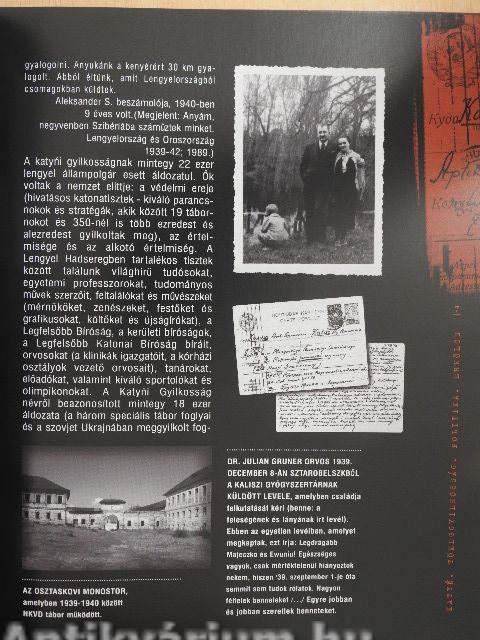 gyalogolni. Anyukánk a kenyérért 30 km gya-
logolt. Abból éltünk, amit Lengyelországból
csomagokban küldtek.
Aleksander S. beszámolója, 1940-ben
9 éves volt.(Megjelent: Anyám,
negyvenben Szibériába száműztek minket.
Lengyelország és Oroszország
1939-42; 1989.)
A katyńi gyilkosságnak mintegy 22 ezer
lengyel állampolgár esett áldozatul. Ők
voltak a nemzet elitje: a védelmi ereje
(hivatásos katonatisztek - kiváló parancs-
nokok és stratégák, akik között 19 tábor-
nokot és 350-nél is több ezredest és
alezredest gyilkoltak meg), az értel-
misége és az alkotó értelmiség. A
Lengyel Hadseregben tartalékos tisztek
között találunk világhírű tudósokat,
egyetemi professzorokat, tudományos
művek szerzőit, feltalálókat és művészeket
(mérnököket, zenészeket, festőket és
grafikusokat, költőket és újságírókat), a
Legfelsőbb Bíróság, a kerületi bíróságok,
a Legfelsőbb Katonai Bíróság bíráit,
orvosokat (a klinikák igazgatóit, a kórházi
osztályok vezető orvosait), tanárokat,
előadókat, valamint kiváló sportolókat és
olimpikonokat. A Katyńi Gyilkosság
névről beazonosított mintegy 18 ezer
áldozata (a három speciális tábor foglyai
és a szovjet Ukrajnában meggyilkolt fog-
AZ OSZTASKOVI MONOSTOR,
amelyben 1939-1940 között
NKVD tábor működött.
DR. JULIAN GRUNER ORVOS 1939.
DECEMBER 8-ÁN SZTAROBELSZKBŐL
A KALISZI GYÓGYSZERTÁRNAK
KÜLDÖTT LEVELE, amelyben családja
felkutatását kéri (benne: a
feleségének és lányának írt levél).
Ebben az egyetlen levélben, amelyet
megkaptak, ezt írja: Legdrágább
Majeczko és Ewuniu! Egészséges
vagyok, csak mértéktelenül hiányoztok
nekem, hiszen '39. szeptember 1-je óta
semmit sem tudok rólatok. Nagyon
féltelek benneteket /.../ Egyre jobban
és jobban szeretlek benneteket.
7
KATYŃ. TÖMEGGYILKOSSÁG. POLITIKA. ERKÖLCS